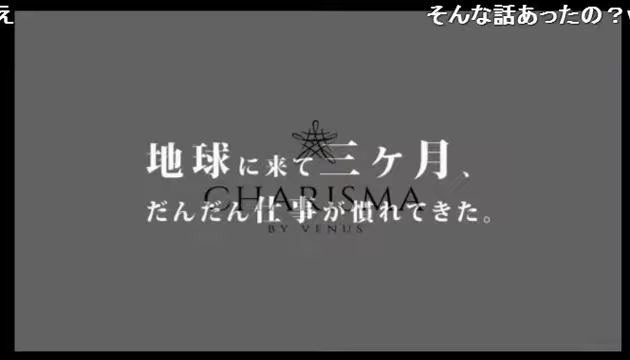 え
そんな話あったの？w
地球に来て三ヶ月、
CHARISMA
だんだん仕事が慣れてきた。
BY VENUS